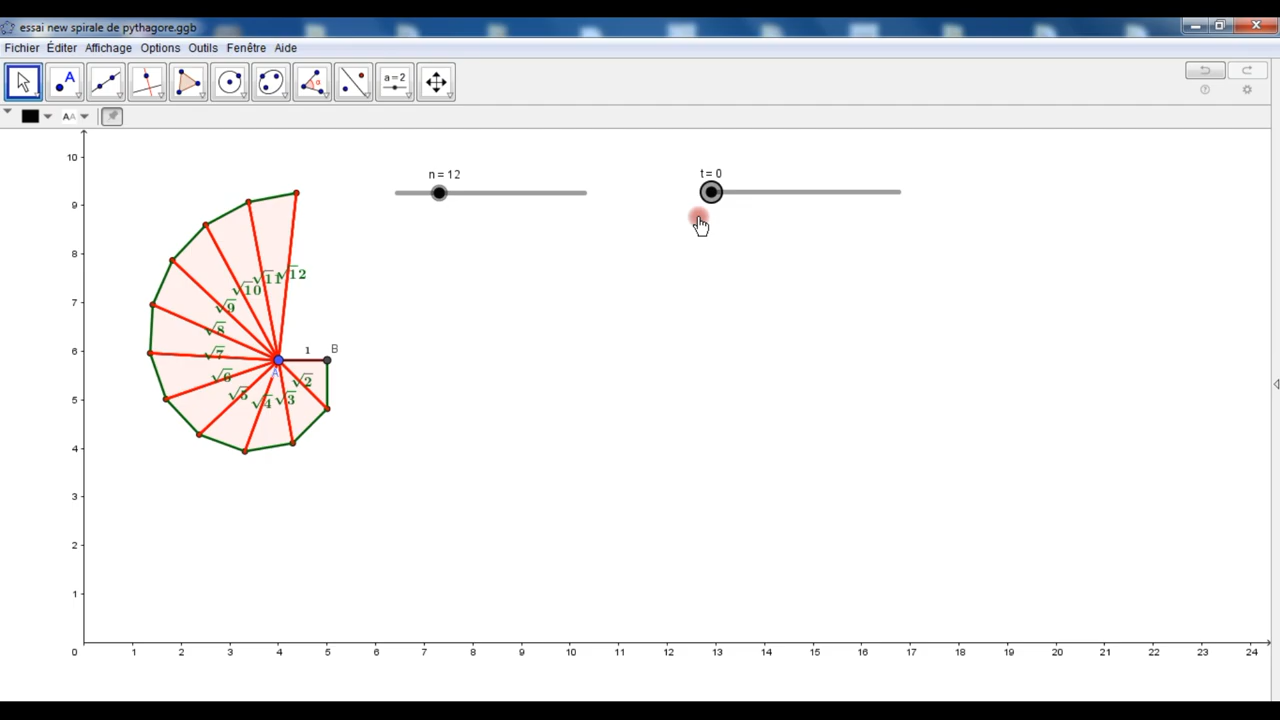 essai new spirale de pythagore.ggb
Fichier Éditer Affichage Options Outils Fenêtre Aide
A α a = 2
AA
10
9
8
7
6
5
4
3
2
1
0 1 2 3 4 5 6 7 8 9 10 11 12 13 14 15 16 17 18 19 20 21 22 23 24
n = 12
t = 0
√12
√11
√10
√9
√8
√7
√6
√5
√4
√3
√2
1
A
B